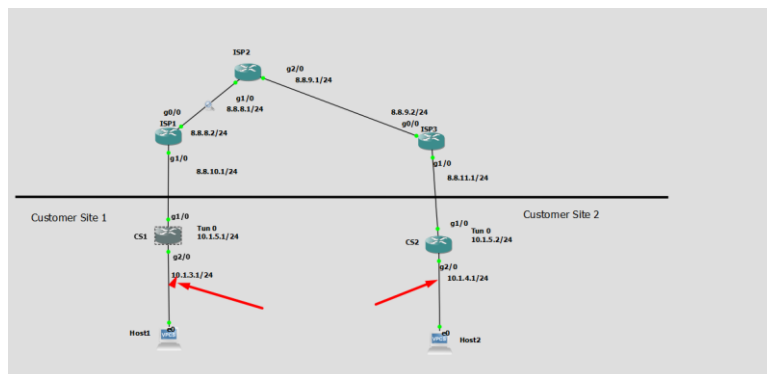 ISP2
g2/0
8.8.9.1/24
g1/0
8.8.8.1/24
g0/0
ISP1
8.8.8.2/24
8.8.9.2/24
g0/0
ISP3
g1/0
8.8.10.1/24
g1/0
8.8.11.1/24
Customer Site 1
Customer Site 2
g1/0
CS1
Tun 0
10.1.5.1/24
g1/0
CS2
Tun 0
10.1.5.2/24
g2/0
10.1.3.1/24
g2/0
10.1.4.1/24
e0
Host1
e0
Host2